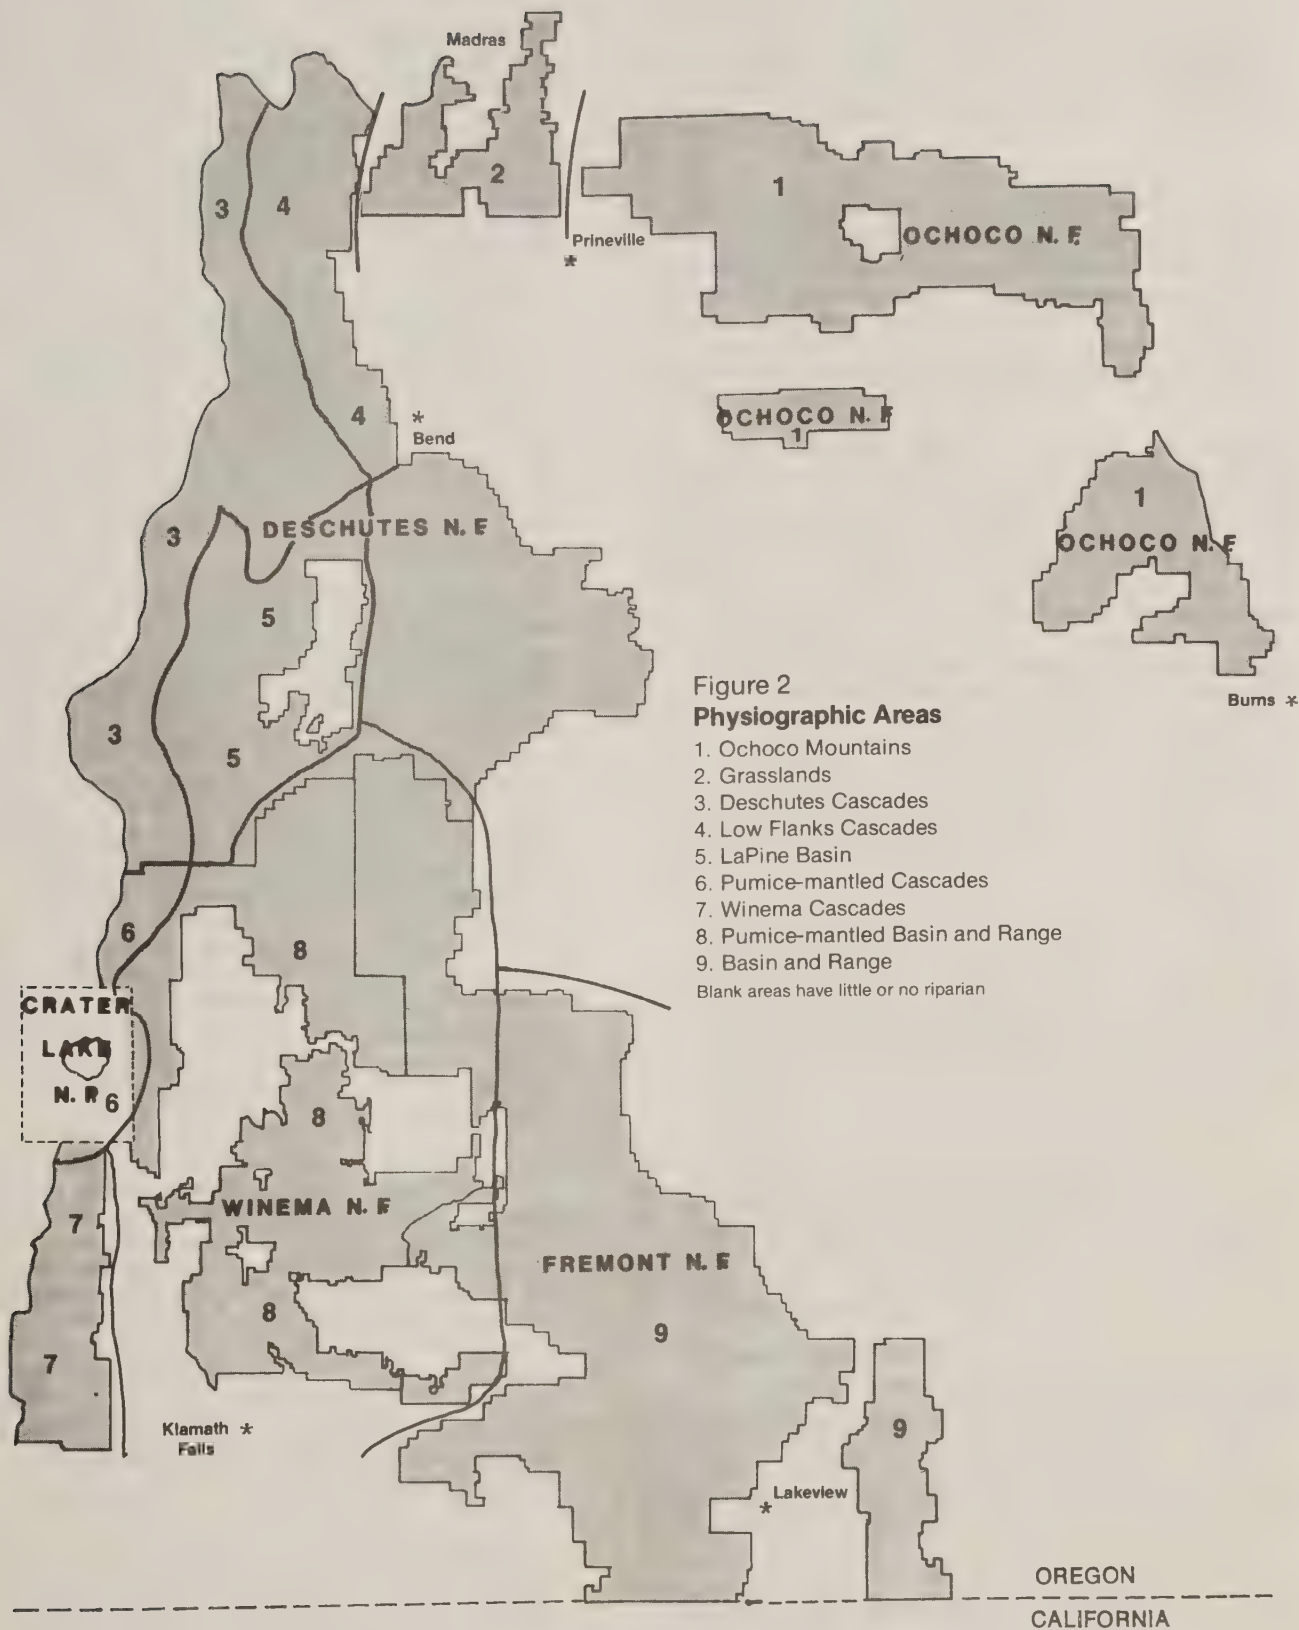 Madras
3
4
2
1
OCHOCO N. F.
Prineville
*
4
*
Bend
OCHOCO N. F
1
1
OCHOCO N. F.
3
DESCHUTES N. F
5
Burns *
3
5
Figure 2
Physiographic Areas
1. Ochoco Mountains
2. Grasslands
3. Deschutes Cascades
4. Low Flanks Cascades
5. LaPine Basin
6. Pumice-mantled Cascades
7. Winema Cascades
8. Pumice-mantled Basin and Range
9. Basin and Range
Blank areas have little or no riparian
6
8
CRATER
LAKE
N. P.
6
8
WINEMA N. F
7
FREMONT N. F
8
9
7
Klamath *
Falls
9
Lakeview
*
OREGON
CALIFORNIA